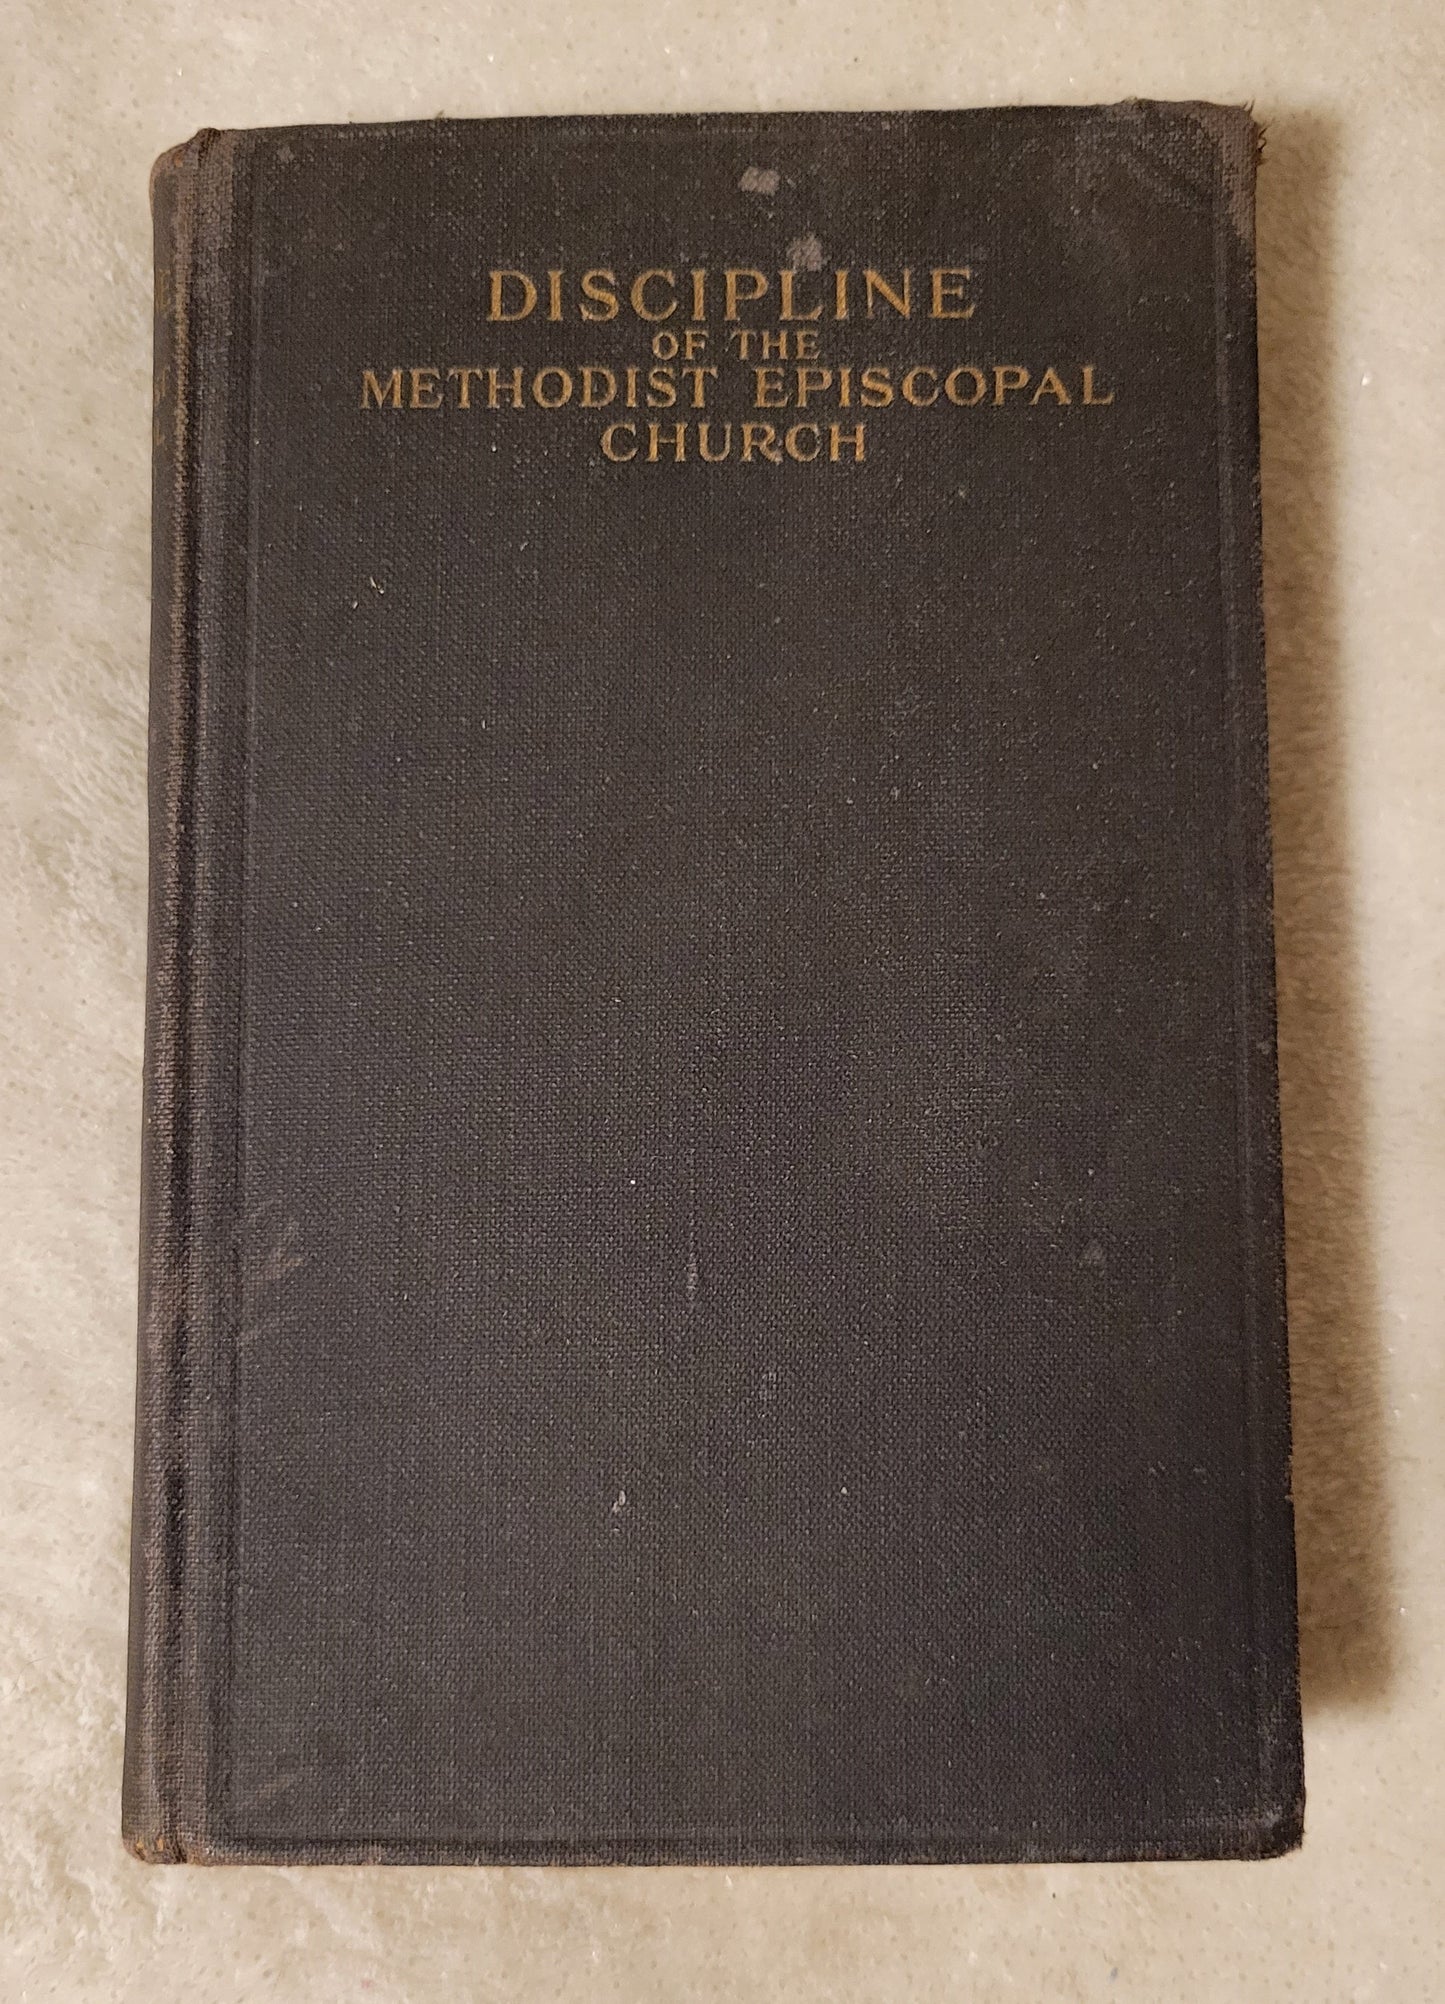 DISCIPLINE
OF THE
METHODIST EPISCOPAL
CHURCH